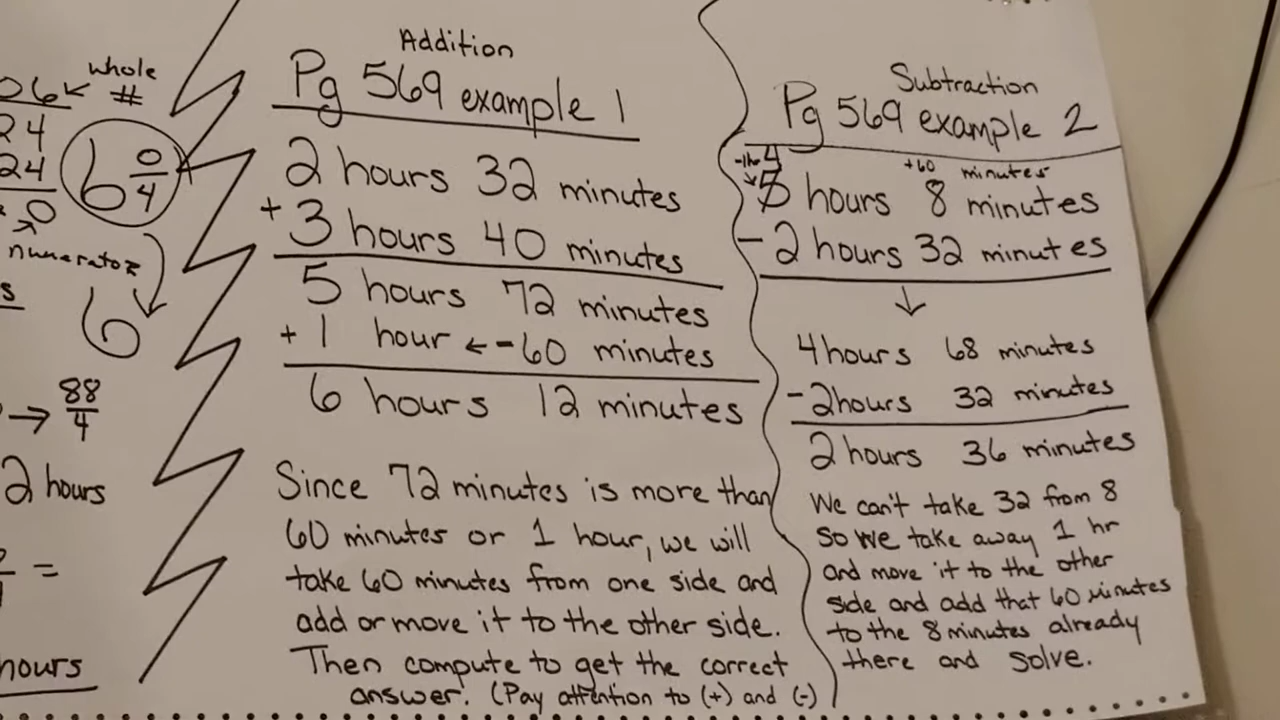 06 ← whole #
24
24
0
6 0/4
numerator
6
s
→ 88/4
2 hours
=
hours
Addition
Pg 569 example 1
2 hours 32 minutes
+ 3 hours 40 minutes
5 hours 72 minutes
+ 1 hour ← -60 minutes
6 hours 12 minutes
Since 72 minutes is more than
60 minutes or 1 hour, we will
take 60 minutes from one side and
add or move it to the other side.
Then compute to get the correct
answer. (Pay attention to (+) and (-)
Subtraction
Pg 569 example 2
-1hr 4 +60 minutes
5 hours 8 minutes
- 2 hours 32 minutes
↓
4 hours 68 minutes
- 2 hours 32 minutes
2 hours 36 minutes
We can't take 32 from 8
so we take away 1 hr
and move it to the other
side and add that 60 minutes
to the 8 minutes already
there and solve.